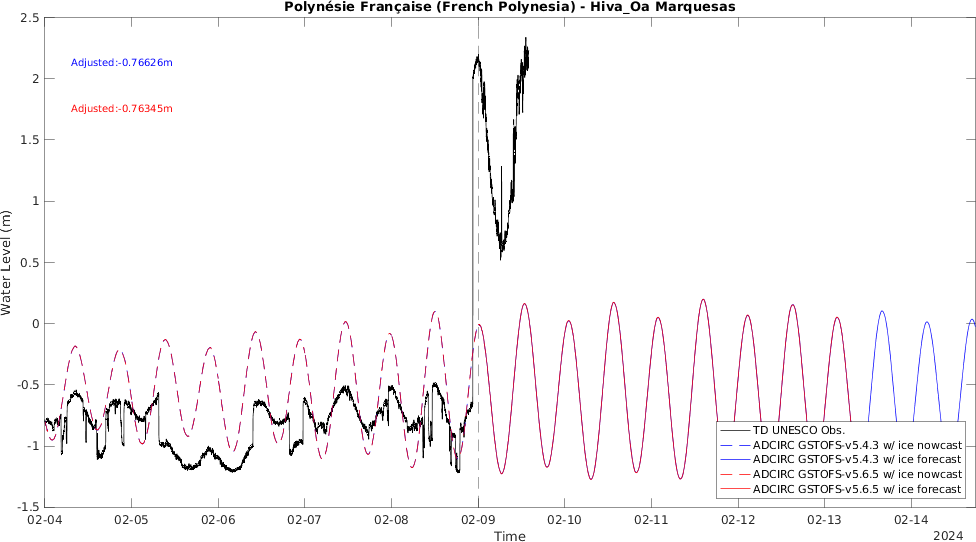 Polynésie Française (French Polynesia) - Hiva_Oa Marquesas
2.5
2
1.5
1
0.5
0
-0.5
-1
-1.5
Water Level (m)
Adjusted:-0.76626m
Adjusted:-0.76345m
TD UNESCO Obs.
ADCIRC GSTOFS-v5.4.3 w/ ice nowcast
ADCIRC GSTOFS-v5.4.3 w/ ice forecast
ADCIRC GSTOFS-v5.6.5 w/ ice nowcast
ADCIRC GSTOFS-v5.6.5 w/ ice forecast
02-04 02-05 02-06 02-07 02-08 02-09 02-10 02-11 02-12 02-13 02-14
Time
2024